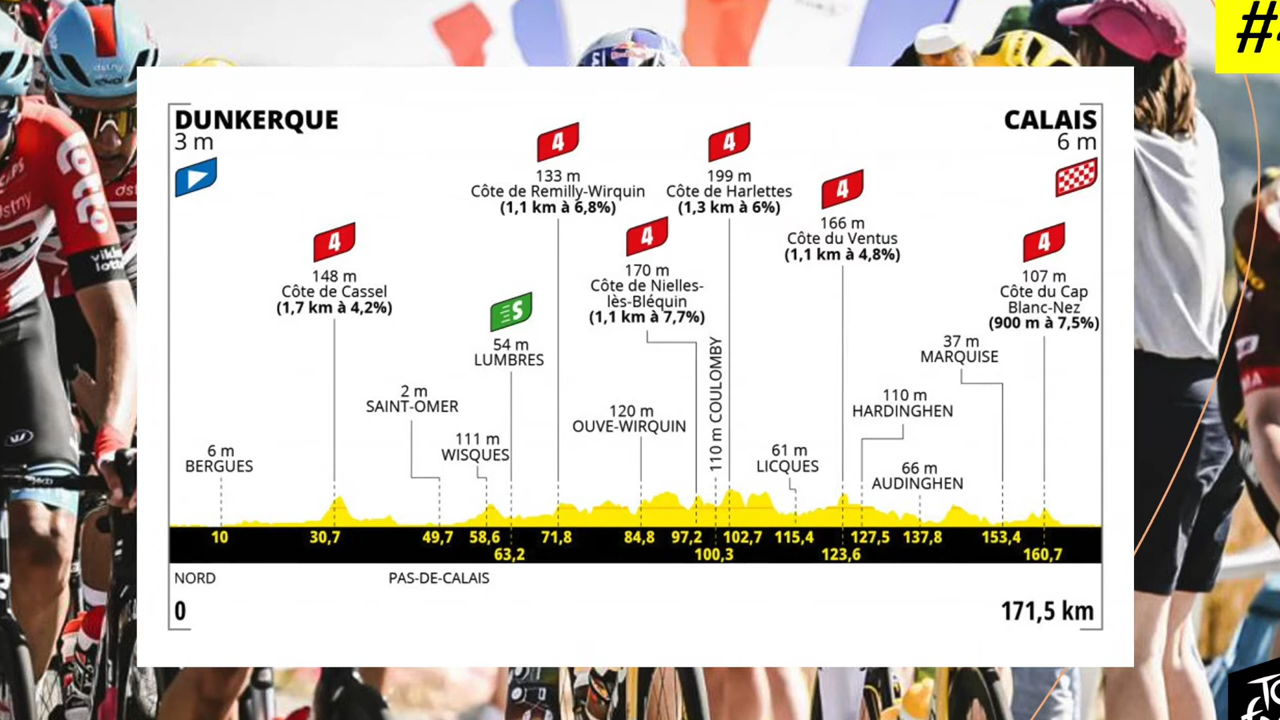 #4
DUNKERQUE
3 m
CALAIS
6 m
4
133 m
Côte de Remilly-Wirquin
(1,1 km à 6,8%)
4
199 m
Côte de Harlettes
(1,3 km à 6%)
4
166 m
Côte du Ventus
(1,1 km à 4,8%)
4
148 m
Côte de Cassel
(1,7 km à 4,2%)
4
170 m
Côte de Nielles-
lès-Bléquin
(1,1 km à 7,7%)
4
107 m
Côte du Cap
Blanc-Nez
(900 m à 7,5%)
S
54 m
LUMBRES
37 m
MARQUISE
2 m
SAINT-OMER
110 m COULOMBY
110 m
HARDINGHEN
120 m
OUVE-WIRQUIN
111 m
WISQUES
6 m
BERGUES
61 m
LICQUES
66 m
AUDINGHEN
10 30,7 49,7 58,6 71,8 84,8 97,2 102,7 115,4 127,5 137,8 153,4
63,2 100,3 123,6 160,7
NORD PAS-DE-CALAIS
0 171,5 km